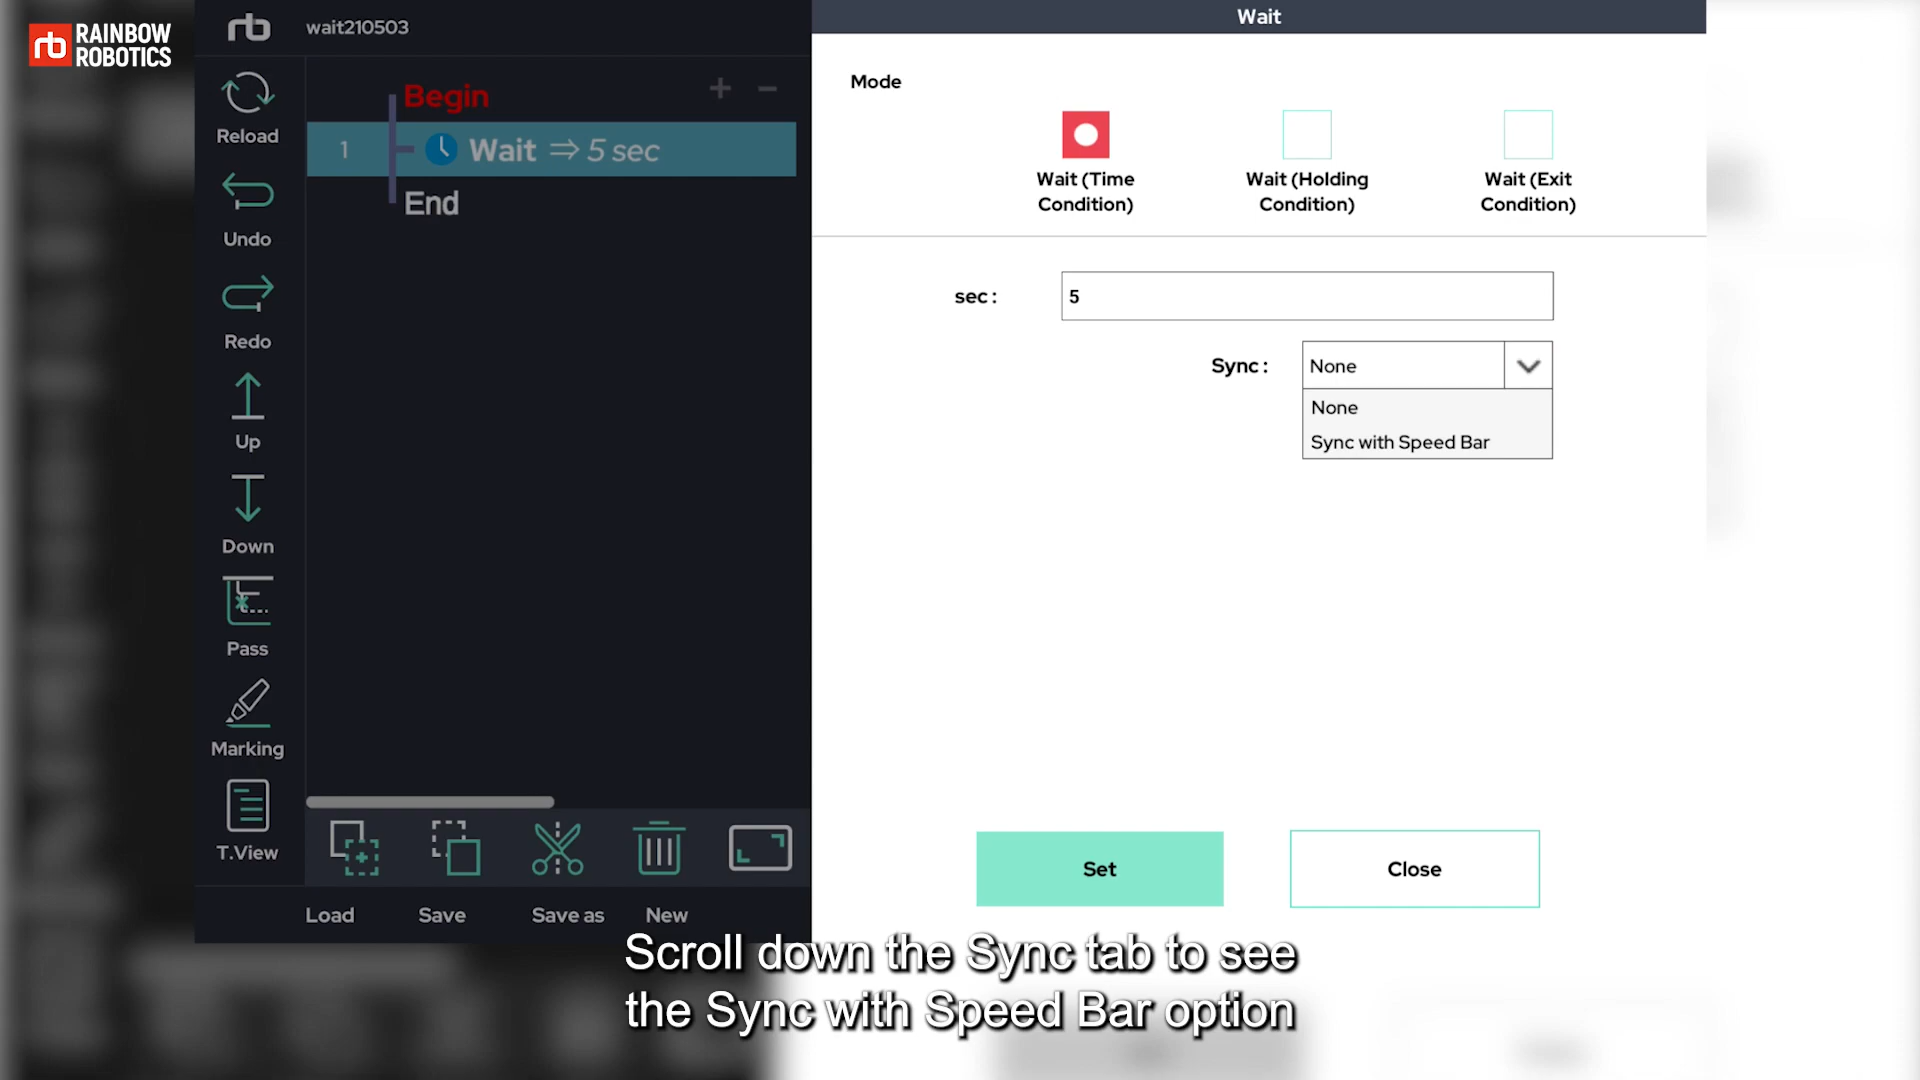 RAINBOW
ROBOTICS
rb
wait210503
Reload
Undo
Redo
Up
Down
Pass
Marking
T.View
Begin
1 Wait ⇒ 5 sec
End
Load Save Save as New
Wait
Mode
Wait (Time
Condition)
Wait (Holding
Condition)
Wait (Exit
Condition)
sec : 5
Sync : None
None
Sync with Speed Bar
Set Close
Scroll down the Sync tab to see
the Sync with Speed Bar option